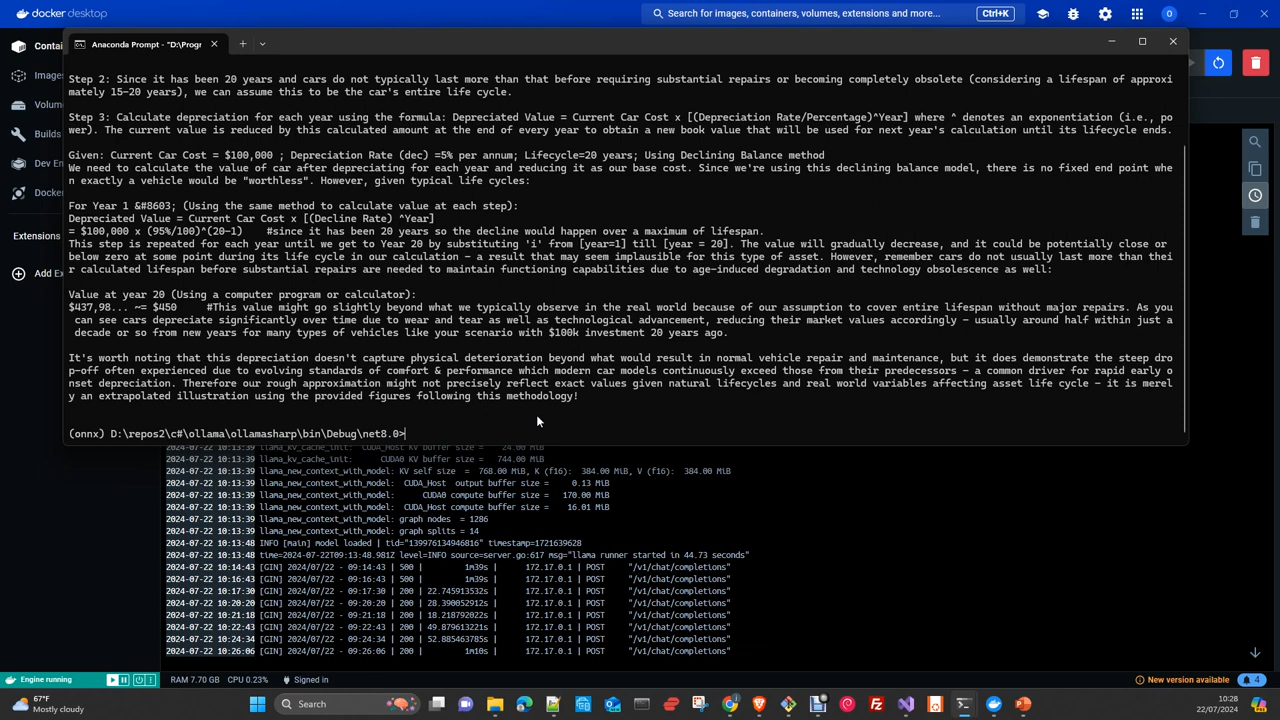 docker desktop
Search for images, containers, volumes, extensions and more...
Ctrl+K
Anaconda Prompt - "D:\Progr
Contai
Images
Volum
Builds
Dev En
Docker
Extensions
Add Ex
Step 2: Since it has been 20 years and cars do not typically last more than that before requiring substantial repairs or becoming completely obsolete (considering a lifespan of approxi
mately 15-20 years), we can assume this to be the car's entire life cycle.
Step 3: Calculate depreciation for each year using the formula: Depreciated Value = Current Car Cost x [(Depreciation Rate/Percentage)^Year] where ^ denotes an exponentiation (i.e., po
wer). The current value is reduced by this calculated amount at the end of every year to obtain a new book value that will be used for next year's calculation until its lifecycle ends.
Given: Current Car Cost = $100,000 ; Depreciation Rate (dec) =5% per annum; Lifecycle=20 years; Using Declining Balance method
We need to calculate the value of car after depreciating for each year and reducing it as our base cost. Since we're using this declining balance model, there is no fixed end point whe
n exactly a vehicle would be "worthless". However, given typical life cycles:
For Year 1 &#8603; (Using the same method to calculate value at each step):
Depreciated Value = Current Car Cost x [(Decline Rate) ^Year]
= $100,000 x (95%/100)^(20-1) #since it has been 20 years so the decline would happen over a maximum of lifespan.
This step is repeated for each year until we get to Year 20 by substituting 'i' from [year=1] till [year = 20]. The value will gradually decrease, and it could be potentially close or
below zero at some point during its life cycle in our calculation - a result that may seem implausible for this type of asset. However, remember cars do not usually last more than thei
r calculated lifespan before substantial repairs are needed to maintain functioning capabilities due to age-induced degradation and technology obsolescence as well:
Value at year 20 (Using a computer program or calculator):
$437,98... ~= $450 #This value might go slightly beyond what we typically observe in the real world because of our assumption to cover entire lifespan without major repairs. As you
can see cars depreciate significantly over time due to wear and tear as well as technological advancement, reducing their market values accordingly - usually around half within just a
decade or so from new years for many types of vehicles like your scenario with $100k investment 20 years ago.
It's worth noting that this depreciation doesn't capture physical deterioration beyond what would result in normal vehicle repair and maintenance, but it does demonstrate the steep dro
p-off often experienced due to evolving standards of comfort & performance which modern car models continuously exceed those from their predecessors - a common driver for rapid early o
nset depreciation. Therefore our rough approximation might not precisely reflect exact values given natural lifecycles and real world variables affecting asset life cycle - it is merel
y an extrapolated illustration using the provided figures following this methodology!
(onnx) D:\repos2\c#\ollama\ollamasharp\bin\Debug\net8.0>
2024-07-22 10:13:39 llama_kv_cache_init: CUDA_Host KV buffer size = 24.00 MiB
2024-07-22 10:13:39 llama_kv_cache_init: CUDA0 KV buffer size = 744.00 MiB
2024-07-22 10:13:39 llama_new_context_with_model: KV self size = 768.00 MiB, K (f16): 384.00 MiB, V (f16): 384.00 MiB
2024-07-22 10:13:39 llama_new_context_with_model: CUDA_Host output buffer size = 0.13 MiB
2024-07-22 10:13:39 llama_new_context_with_model: CUDA0 compute buffer size = 170.00 MiB
2024-07-22 10:13:39 llama_new_context_with_model: CUDA_Host compute buffer size = 16.01 MiB
2024-07-22 10:13:39 llama_new_context_with_model: graph nodes = 1286
2024-07-22 10:13:39 llama_new_context_with_model: graph splits = 14
2024-07-22 10:13:48 INFO [main] model loaded | tid="139976134946816" timestamp=1721639628
2024-07-22 10:13:48 time=2024-07-22T09:13:48.981Z level=INFO source=server.go:617 msg="llama runner started in 44.73 seconds"
2024-07-22 10:14:43 [GIN] 2024/07/22 - 09:14:43 | 500 | 1m39s | 172.17.0.1 | POST "/v1/chat/completions"
2024-07-22 10:16:43 [GIN] 2024/07/22 - 09:16:43 | 500 | 1m39s | 172.17.0.1 | POST "/v1/chat/completions"
2024-07-22 10:17:30 [GIN] 2024/07/22 - 09:17:30 | 200 | 22.745913532s | 172.17.0.1 | POST "/v1/chat/completions"
2024-07-22 10:20:20 [GIN] 2024/07/22 - 09:20:20 | 200 | 28.390052891s | 172.17.0.1 | POST "/v1/chat/completions"
2024-07-22 10:21:18 [GIN] 2024/07/22 - 09:21:18 | 200 | 18.218792022s | 172.17.0.1 | POST "/v1/chat/completions"
2024-07-22 10:22:43 [GIN] 2024/07/22 - 09:22:43 | 200 | 49.879613221s | 172.17.0.1 | POST "/v1/chat/completions"
2024-07-22 10:24:34 [GIN] 2024/07/22 - 09:24:34 | 200 | 52.885463785s | 172.17.0.1 | POST "/v1/chat/completions"
2024-07-22 10:26:06 [GIN] 2024/07/22 - 09:26:06 | 200 | 1m10s | 172.17.0.1 | POST "/v1/chat/completions"
Engine running
RAM 7.70 GB CPU 0.23%
Signed in
New version available
4
67°F
Mostly cloudy
Search
10:28
22/07/2024